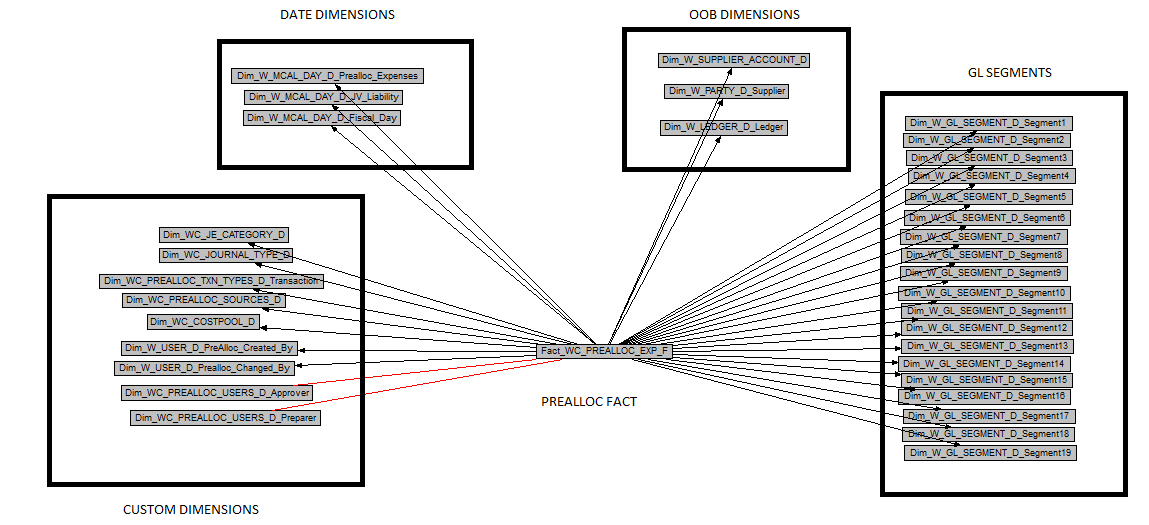 DATE DIMENSIONS
Dim_W_MCAL_DAY_D_Prealloc_Expenses
Dim_W_MCAL_DAY_D_JV_Liability
Dim_W_MCAL_DAY_D_Fiscal_Day
OOB DIMENSIONS
Dim_W_SUPPLIER_ACCOUNT_D
Dim_W_PARTY_D_Supplier
Dim_W_LEDGER_D_Ledger
GL SEGMENTS
Dim_W_GL_SEGMENT_D_Segment1
Dim_W_GL_SEGMENT_D_Segment2
Dim_W_GL_SEGMENT_D_Segment3
Dim_W_GL_SEGMENT_D_Segment4
Dim_W_GL_SEGMENT_D_Segment5
Dim_W_GL_SEGMENT_D_Segment6
Dim_W_GL_SEGMENT_D_Segment7
Dim_W_GL_SEGMENT_D_Segment8
Dim_W_GL_SEGMENT_D_Segment9
Dim_W_GL_SEGMENT_D_Segment10
Dim_W_GL_SEGMENT_D_Segment11
Dim_W_GL_SEGMENT_D_Segment12
Dim_W_GL_SEGMENT_D_Segment13
Dim_W_GL_SEGMENT_D_Segment14
Dim_W_GL_SEGMENT_D_Segment15
Dim_W_GL_SEGMENT_D_Segment16
Dim_W_GL_SEGMENT_D_Segment17
Dim_W_GL_SEGMENT_D_Segment18
Dim_W_GL_SEGMENT_D_Segment19
Dim_WC_JE_CATEGORY_D
Dim_WC_JOURNAL_TYPE_D
Dim_WC_PREALLOC_TXN_TYPES_D_Transaction
Dim_WC_PREALLOC_SOURCES_D
Dim_WC_COSTPOOL_D
Dim_W_USER_D_PreAlloc_Created_By
Dim_W_USER_D_Prealloc_Changed_By
Dim_WC_PREALLOC_USERS_D_Approver
Dim_WC_PREALLOC_USERS_D_Preparer
CUSTOM DIMENSIONS
Fact_WC_PREALLOC_EXP_F
PREALLOC FACT